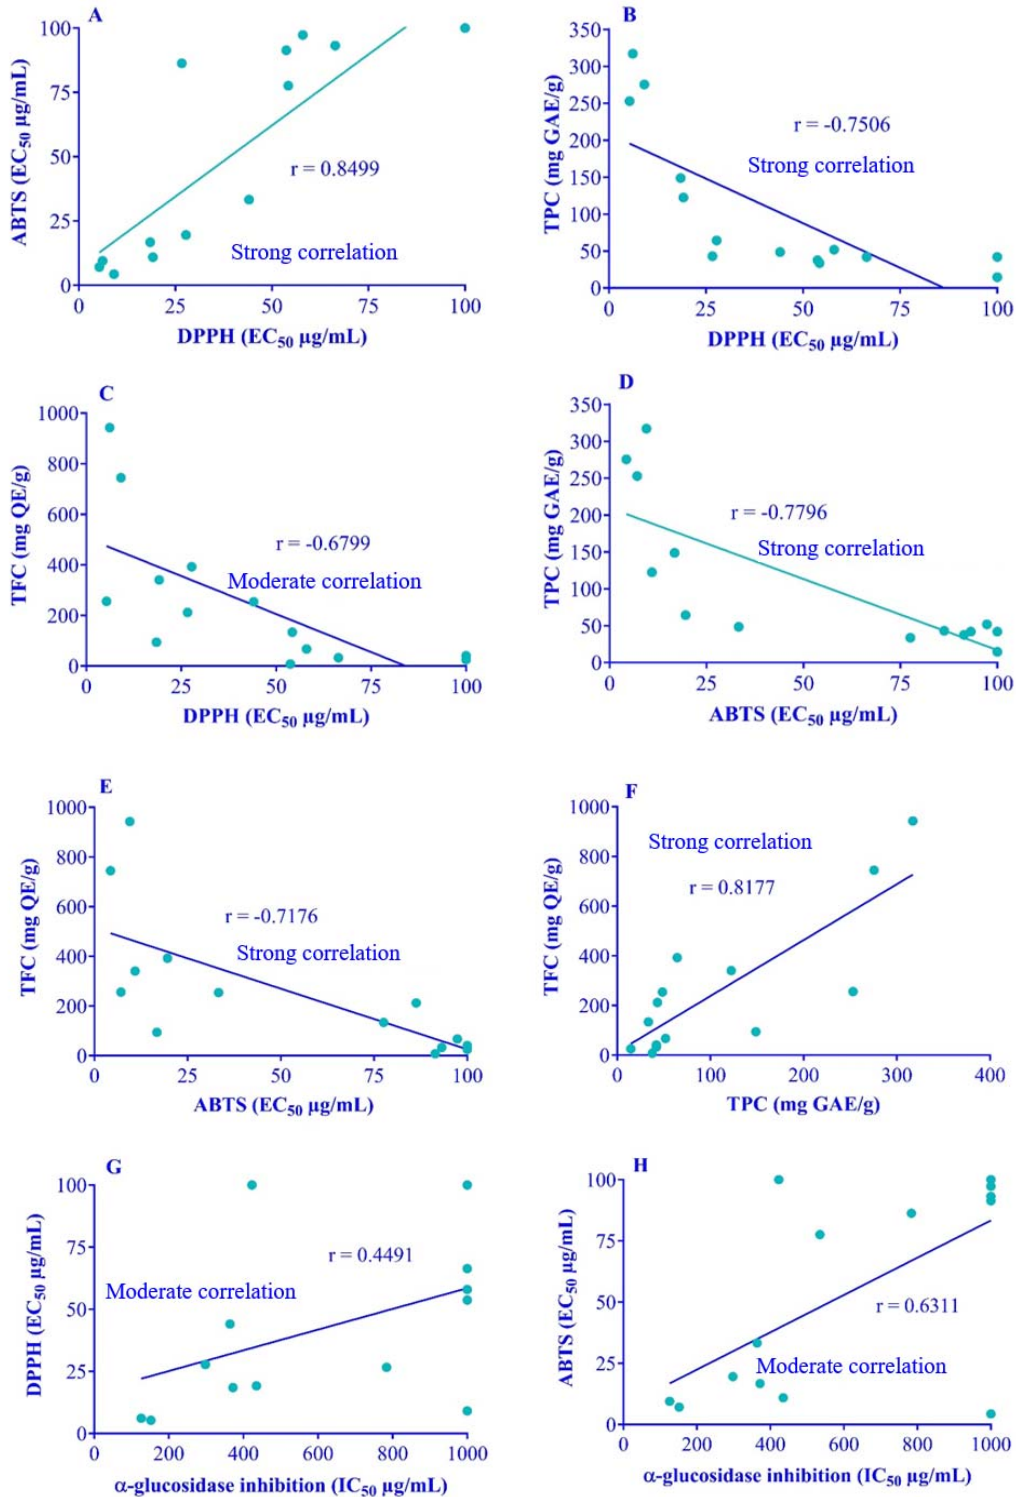 A
ABTS (EC50 µg/mL)
100
75
50
25
0
r = 0.8499
Strong correlation
0 25 50 75 100
DPPH (EC50 µg/mL)
B
TPC (mg GAE/g)
350
300
250
200
150
100
50
0
r = -0.7506
Strong correlation
0 25 50 75 100
DPPH (EC50 µg/mL)
C
TFC (mg QE/g)
1000
800
600
400
200
0
r = -0.6799
Moderate correlation
0 25 50 75 100
DPPH (EC50 µg/mL)
D
TPC (mg GAE/g)
350
300
250
200
150
100
50
0
r = -0.7796
Strong correlation
0 25 50 75 100
ABTS (EC50 µg/mL)
E
TFC (mg QE/g)
1000
800
600
400
200
0
r = -0.7176
Strong correlation
0 25 50 75 100
ABTS (EC50 µg/mL)
F
TFC (mg QE/g)
1000
800
600
400
200
0
Strong correlation
r = 0.8177
0 100 200 300 400
TPC (mg GAE/g)
G
DPPH (EC50 µg/mL)
100
75
50
25
0
r = 0.4491
Moderate correlation
0 200 400 600 800 1000
α-glucosidase inhibition (IC50 µg/mL)
H
ABTS (EC50 µg/mL)
100
75
50
25
0
r = 0.6311
Moderate correlation
0 200 400 600 800 1000
α-glucosidase inhibition (IC50 µg/mL)